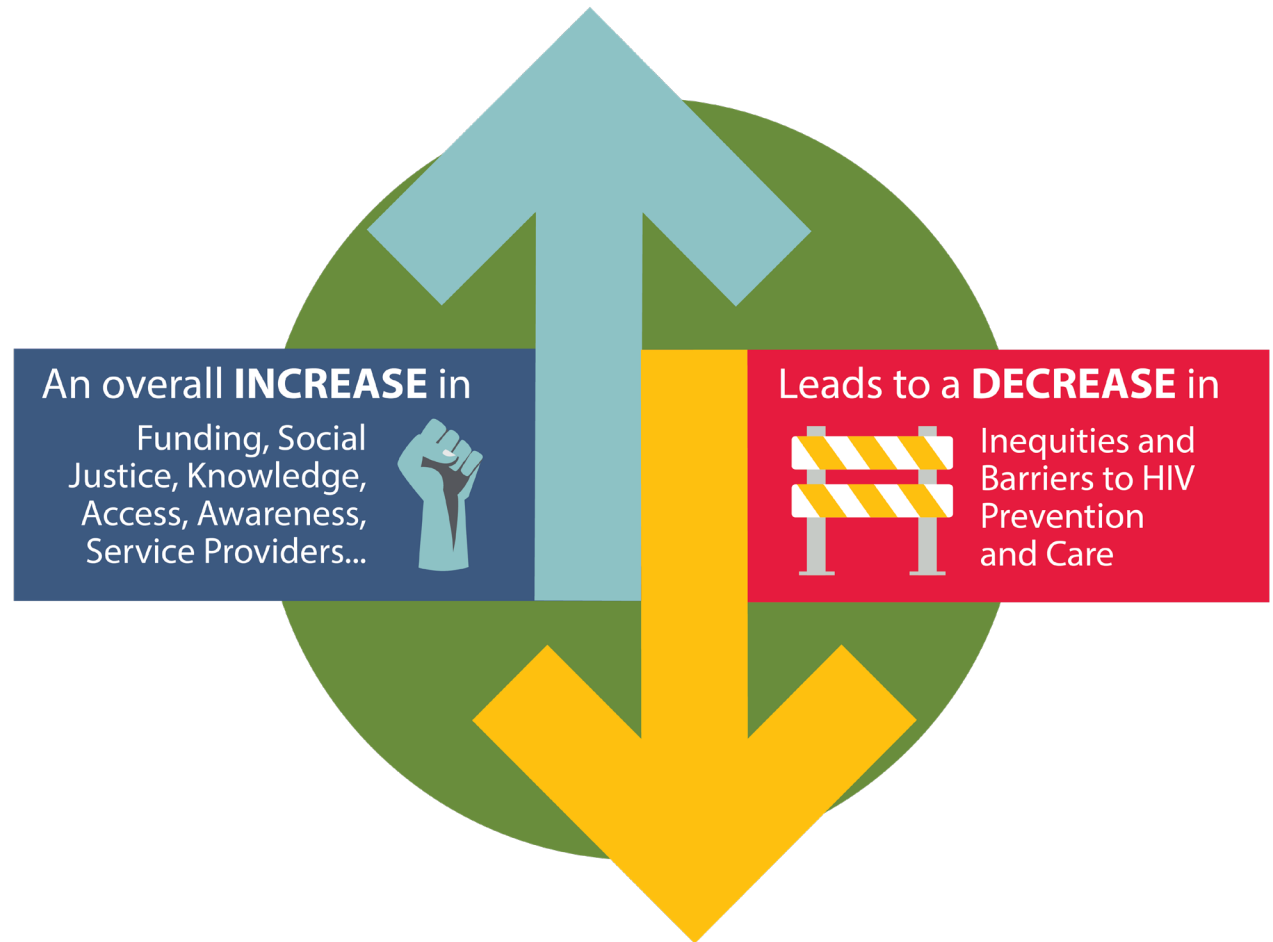 An overall INCREASE in
Funding, Social
Justice, Knowledge,
Access, Awareness,
Service Providers...
Leads to a DECREASE in
Inequities and
Barriers to HIV
Prevention
and Care